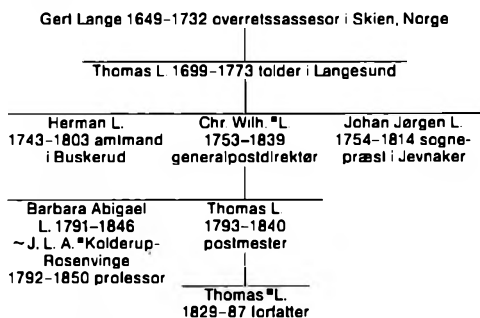 Gert Lange 1649–1732 overretsassessor i Skien, Norge
Thomas L. 1699–1773 tolder i Langesund
Herman L.
1743–1803 amtmand
i Buskerud
Chr. Wilh. ■L.
1753–1839
generalpostdirektør
Johan Jørgen L.
1754–1814 sogne-
præst i Jevnaker
Barbara Abigael
L. 1791–1846
~ J. L. A. ■Kolderup-
Rosenvinge
1792–1850 professor
Thomas L.
1793–1840
postmester
Thomas ■L.
1829–87 forfatter